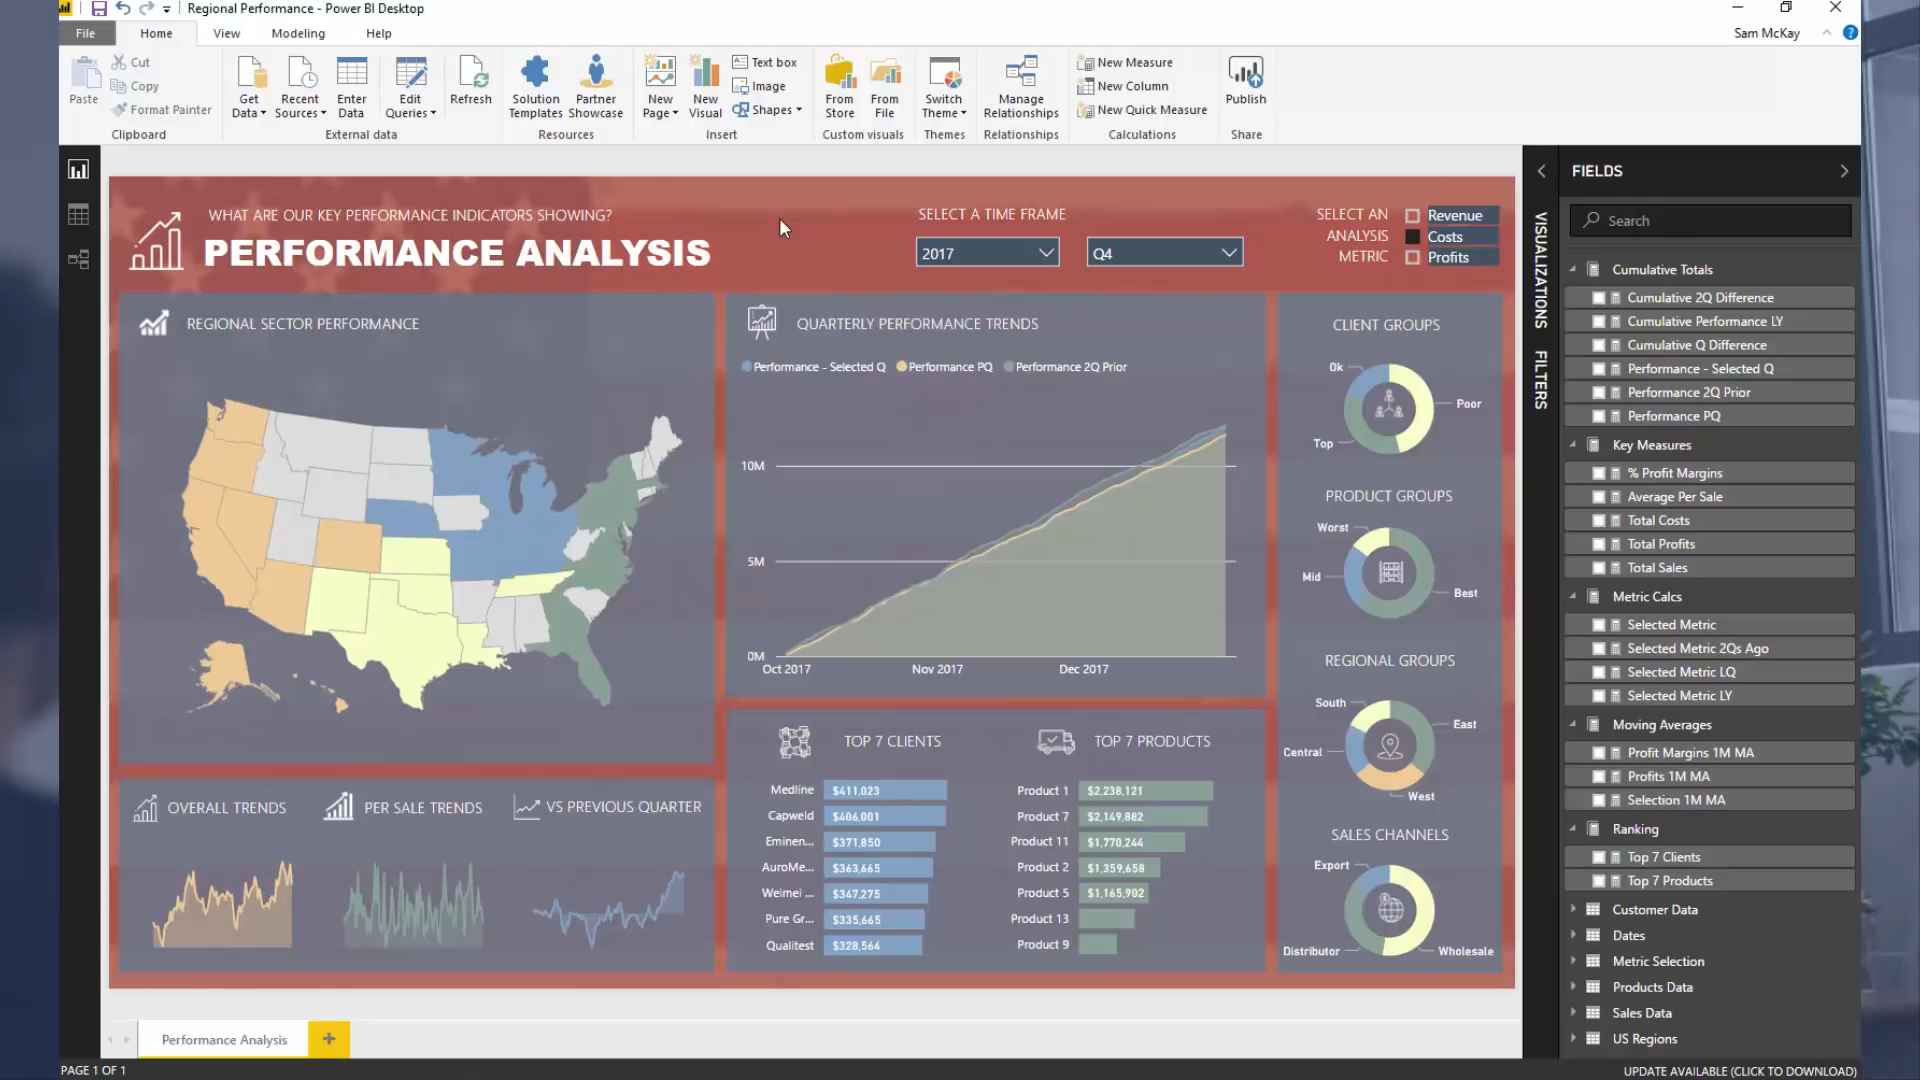 Regional Performance - Power BI Desktop
File
Home
View
Modeling
Help
Sam McKay
Paste
Cut
Copy
Format Painter
Clipboard
Get Data
Recent Sources
Enter Data
Edit Queries
Refresh
External data
Solution Templates
Partner Showcase
Resources
New Page
New Visual
Text box
Image
Shapes
Insert
From Store
From File
Custom visuals
Switch Theme
Themes
Manage Relationships
Relationships
New Measure
New Column
New Quick Measure
Calculations
Publish
Share
WHAT ARE OUR KEY PERFORMANCE INDICATORS SHOWING?
PERFORMANCE ANALYSIS
SELECT A TIME FRAME
2017
Q4
SELECT AN
ANALYSIS
METRIC
Revenue
Costs
Profits
REGIONAL SECTOR PERFORMANCE
QUARTERLY PERFORMANCE TRENDS
Performance - Selected Q
Performance PQ
Performance 2Q Prior
10M
5M
0M
Oct 2017
Nov 2017
Dec 2017
CLIENT GROUPS
Ok
Poor
Top
PRODUCT GROUPS
Worst
Mid
Best
REGIONAL GROUPS
South
East
Central
West
SALES CHANNELS
Export
Distributor
Wholesale
OVERALL TRENDS
PER SALE TRENDS
VS PREVIOUS QUARTER
TOP 7 CLIENTS
Medline $411,023
Capweld $406,001
Eminen... $371,850
AuroMe... $363,665
Weimei ... $347,275
Pure Gr... $335,665
Qualitest $328,564
TOP 7 PRODUCTS
Product 1 $2,238,121
Product 7 $2,149,882
Product 11 $1,770,244
Product 2 $1,359,658
Product 5 $1,165,902
Product 13
Product 9
VISUALIZATIONS
FILTERS
FIELDS
Search
Cumulative Totals
Cumulative 2Q Difference
Cumulative Performance LY
Cumulative Q Difference
Performance - Selected Q
Performance 2Q Prior
Performance PQ
Key Measures
% Profit Margins
Average Per Sale
Total Costs
Total Profits
Total Sales
Metric Calcs
Selected Metric
Selected Metric 2Qs Ago
Selected Metric LQ
Selected Metric LY
Moving Averages
Profit Margins 1M MA
Profits 1M MA
Selection 1M MA
Ranking
Top 7 Clients
Top 7 Products
Customer Data
Dates
Metric Selection
Products Data
Sales Data
US Regions
Performance Analysis
PAGE 1 OF 1
UPDATE AVAILABLE (CLICK TO DOWNLOAD)